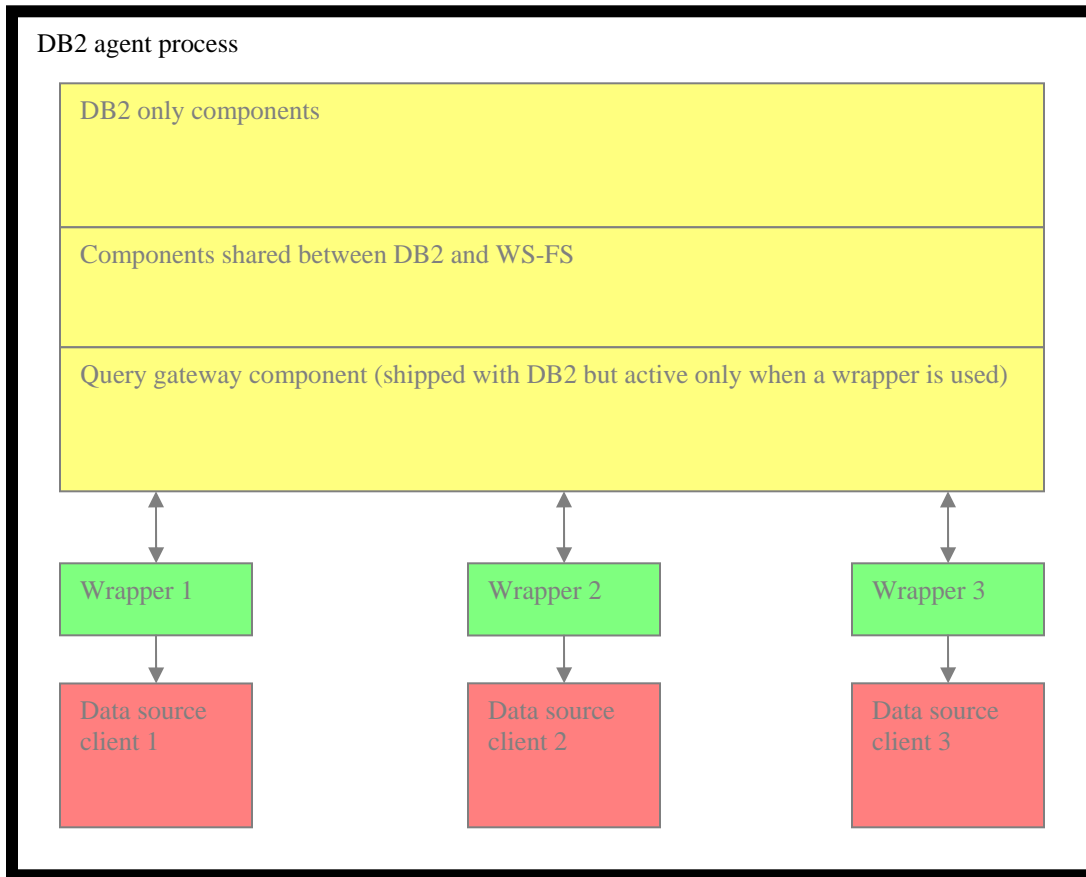 DB2 agent process
DB2 only components
Components shared between DB2 and WS-FS
Query gateway component (shipped with DB2 but active only when a wrapper is used)
Wrapper 1
Wrapper 2
Wrapper 3
Data source
client 1
Data source
client 2
Data source
client 3